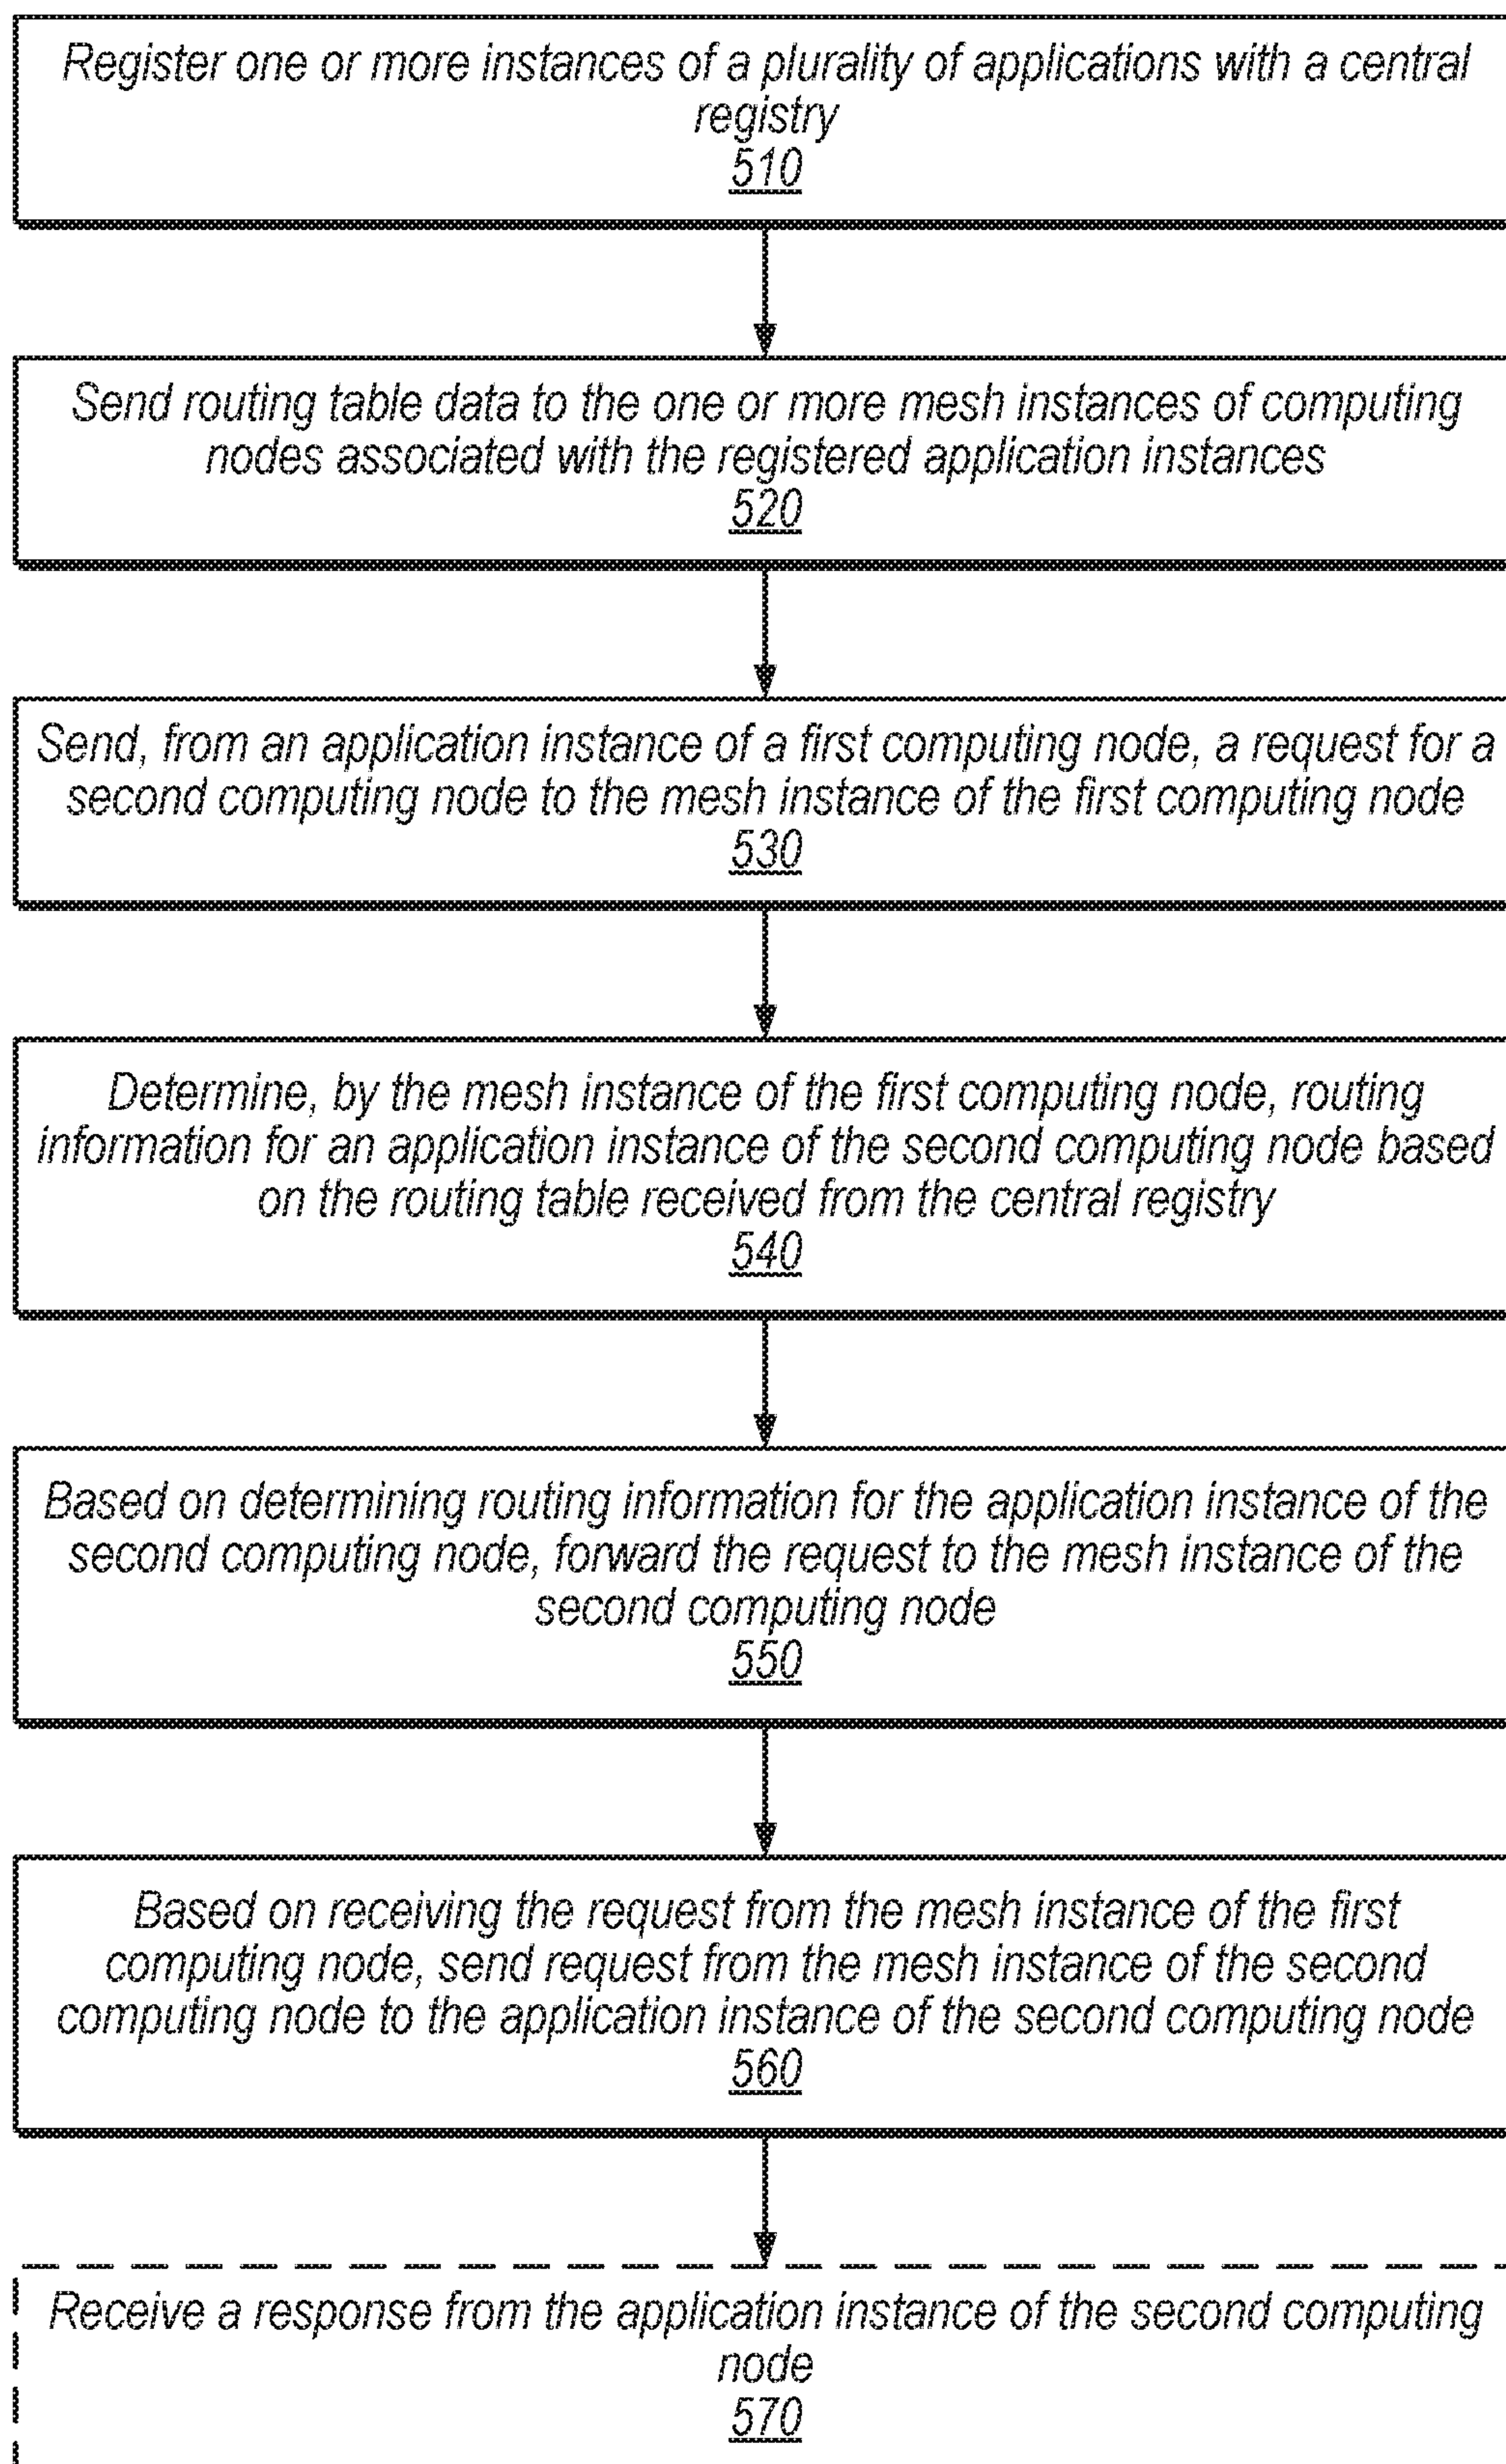 Register one or more instances of a plurality of applications with a central
registry
510
Send routing table data to the one or more mesh instances of computing
nodes associated with the registered application instances
520
Send, from an application instance of a first computing node, a request for a
second computing node to the mesh instance of the first computing node
530
Determine, by the mesh instance of the first computing node, routing
information for an application instance of the second computing node based
on the routing table received from the central registry
540
Based on determining routing information for the application instance of the
second computing node, forward the request to the mesh instance of the
second computing node
550
Based on receiving the request from the mesh instance of the first
computing node, send request from the mesh instance of the second
computing node to the application instance of the second computing node
560
Receive a response from the application instance of the second computing
node
570